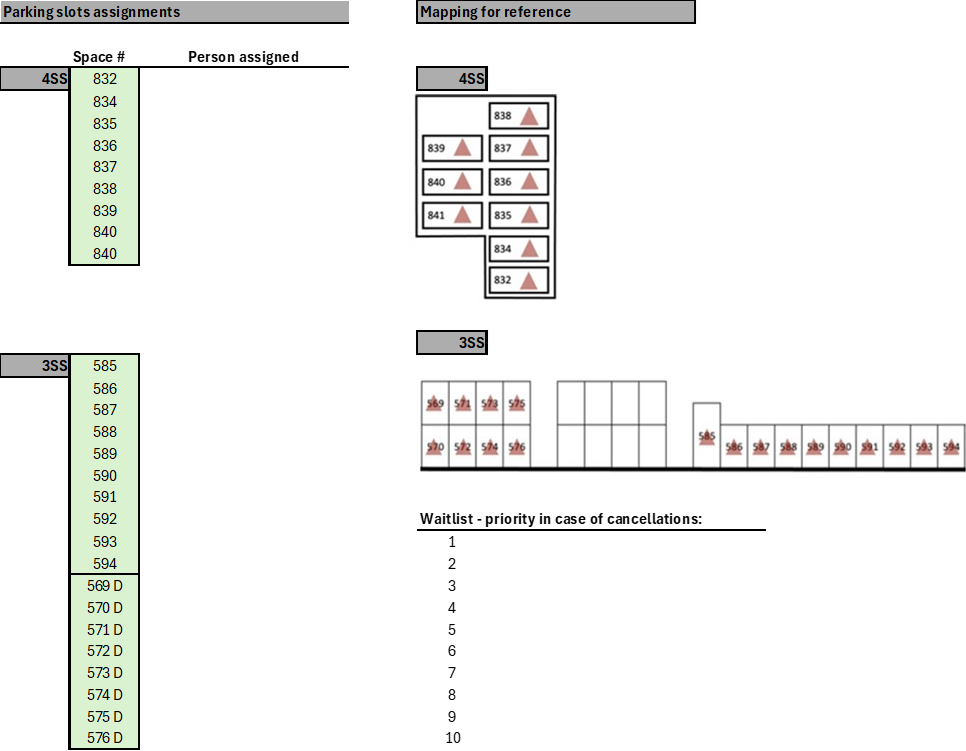 Parking slots assignments
Space # Person assigned
4SS 832
834
835
836
837
838
839
840
840
3SS 585
586
587
588
589
590
591
592
593
594
569 D
570 D
571 D
572 D
573 D
574 D
575 D
576 D
Mapping for reference
4SS
838
839 837
840 836
841 835
834
832
3SS
569 571 573 575
585
570 572 574 576 586 587 588 589 590 591 592 593 594
Waitlist - priority in case of cancellations:
1
2
3
4
5
6
7
8
9
10